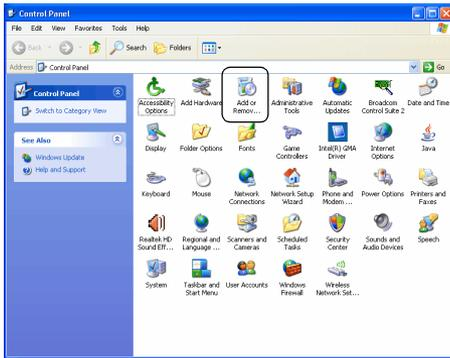 Control Panel
File Edit View Favorites Tools Help
Back Search Folders
Address Control Panel Go
Control Panel
Switch to Category View
See Also
Windows Update
Help and Support
Accessibility Options
Add Hardware
Add or Remov...
Administrative Tools
Automatic Updates
Broadcom Control Suite 2
Date and Time
Display
Folder Options
Fonts
Game Controllers
Intel(R) GMA Driver
Internet Options
Java
Keyboard
Mouse
Network Connections
Network Setup Wizard
Phone and Modem ...
Power Options
Printers and Faxes
Realtek HD Sound Eff...
Regional and Language ...
Scanners and Cameras
Scheduled Tasks
Security Center
Sounds and Audio Devices
Speech
System
Taskbar and Start Menu
User Accounts
Windows Firewall
Wireless Network Set...